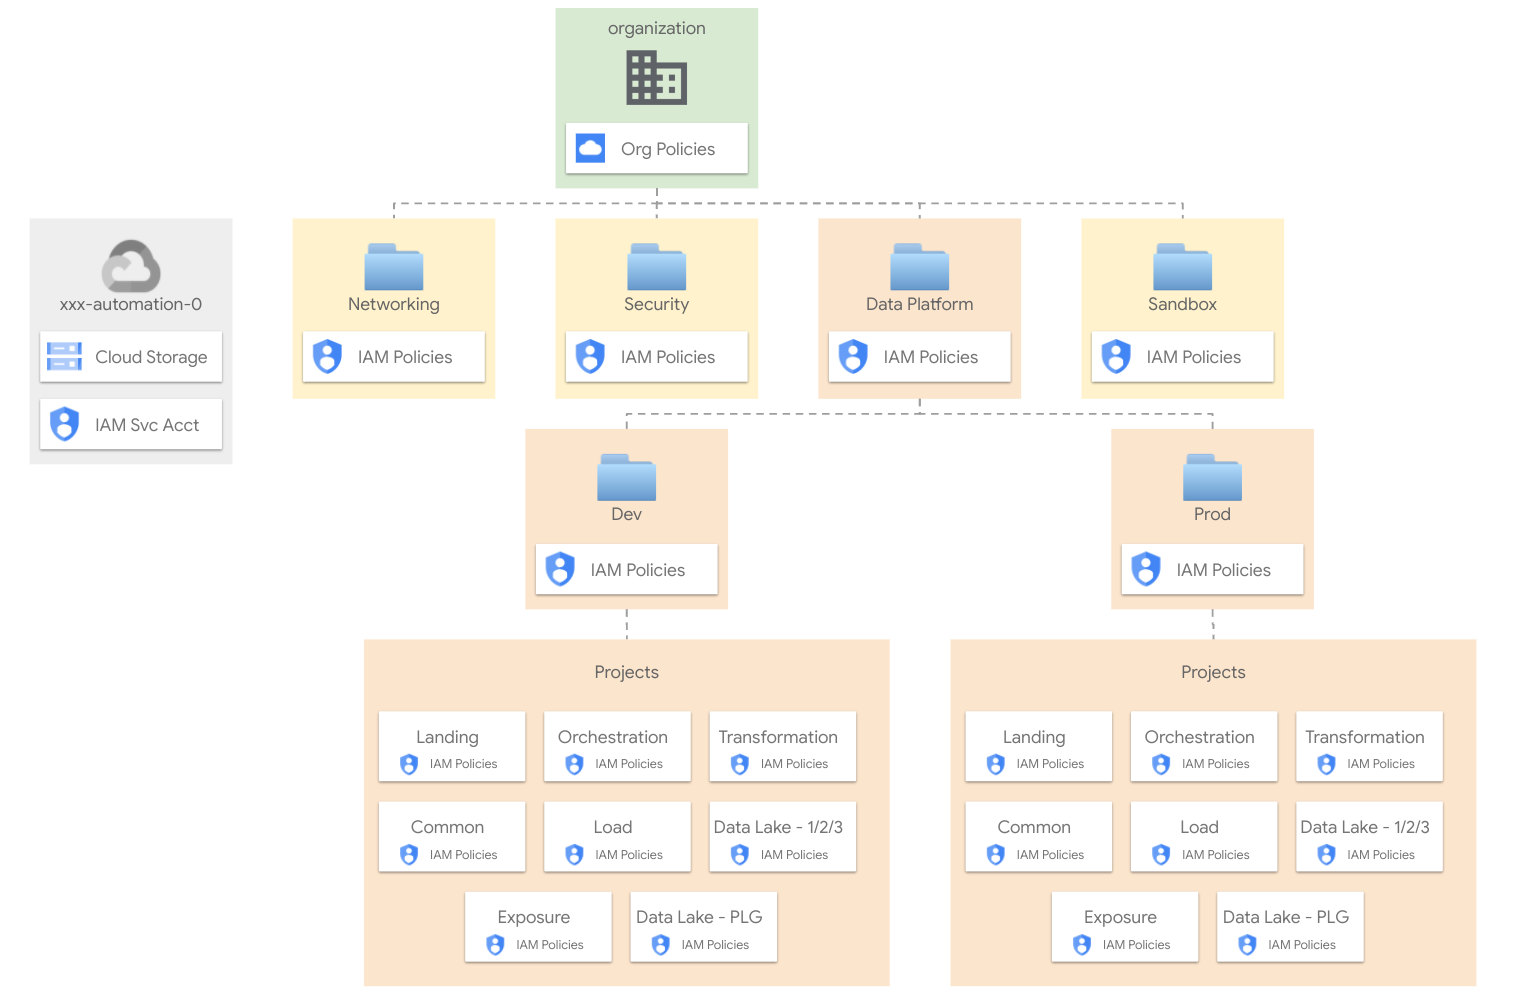 organization
Org Policies
xxx-automation-0
Cloud Storage
IAM Svc Acct
Networking
IAM Policies
Security
IAM Policies
Data Platform
IAM Policies
Sandbox
IAM Policies
Dev
IAM Policies
Prod
IAM Policies
Projects
Landing
IAM Policies
Orchestration
IAM Policies
Transformation
IAM Policies
Common
IAM Policies
Load
IAM Policies
Data Lake - 1/2/3
IAM Policies
Exposure
IAM Policies
Data Lake - PLG
IAM Policies
Projects
Landing
IAM Policies
Orchestration
IAM Policies
Transformation
IAM Policies
Common
IAM Policies
Load
IAM Policies
Data Lake - 1/2/3
IAM Policies
Exposure
IAM Policies
Data Lake - PLG
IAM Policies